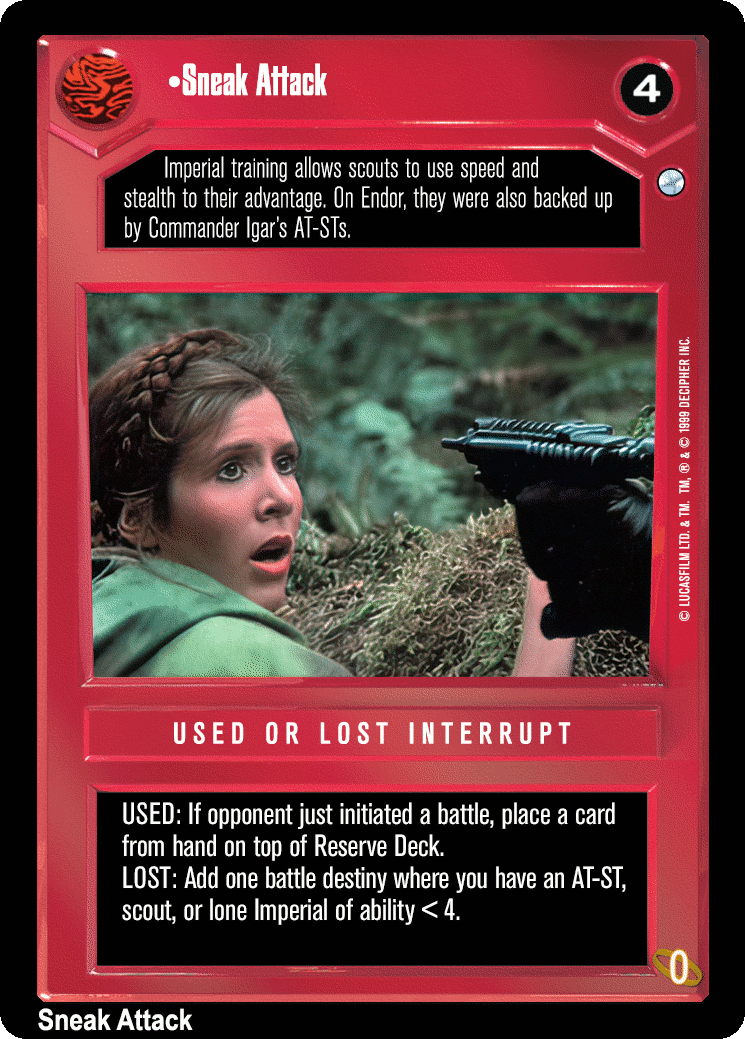 •Sneak Attack
4
Imperial training allows scouts to use speed and
stealth to their advantage. On Endor, they were also backed up
by Commander Igar's AT-STs.
© LUCASFILM LTD. & TM. TM, ® & © 1999 DECIPHER INC.
USED OR LOST INTERRUPT
USED: If opponent just initiated a battle, place a card
from hand on top of Reserve Deck.
LOST: Add one battle destiny where you have an AT-ST,
scout, or lone Imperial of ability < 4.
0
Sneak Attack